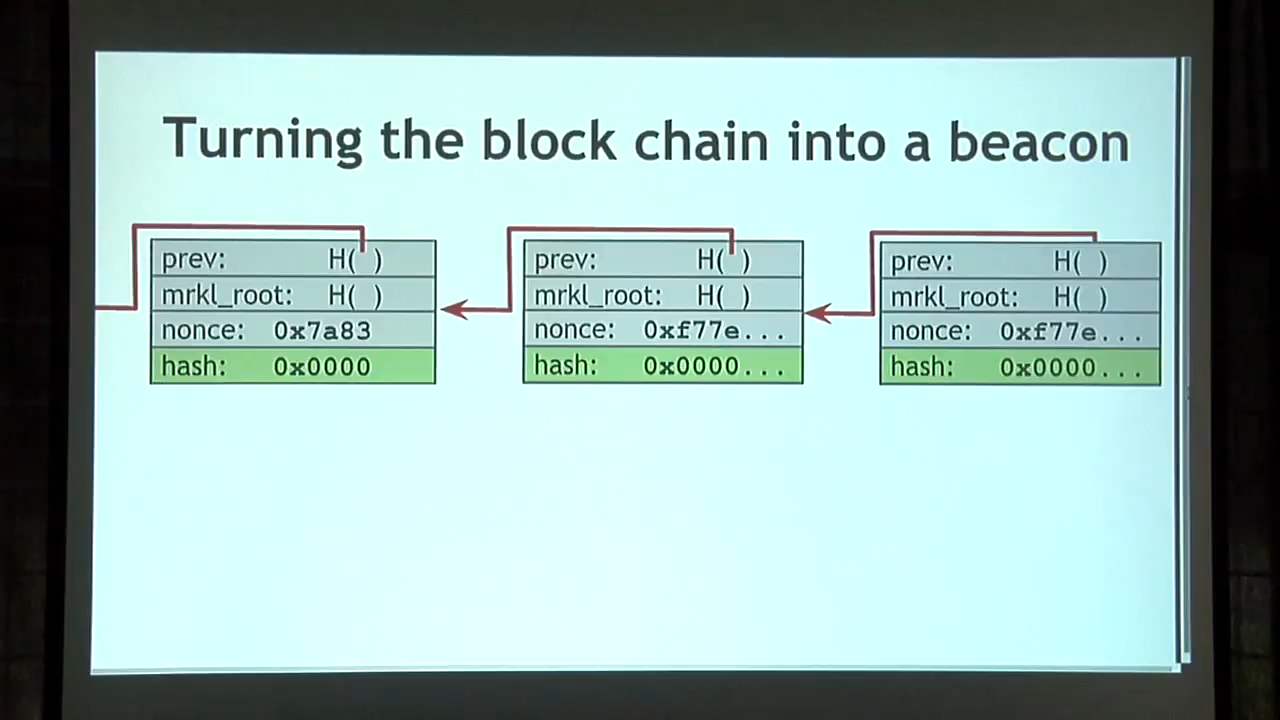 Turning the block chain into a beacon
prev: H( )
mrkl_root: H( )
nonce: 0x7a83
hash: 0x0000
prev: H( )
mrkl_root: H( )
nonce: 0xf77e...
hash: 0x0000...
prev: H( )
mrkl_root: H( )
nonce: 0xf77e...
hash: 0x0000...